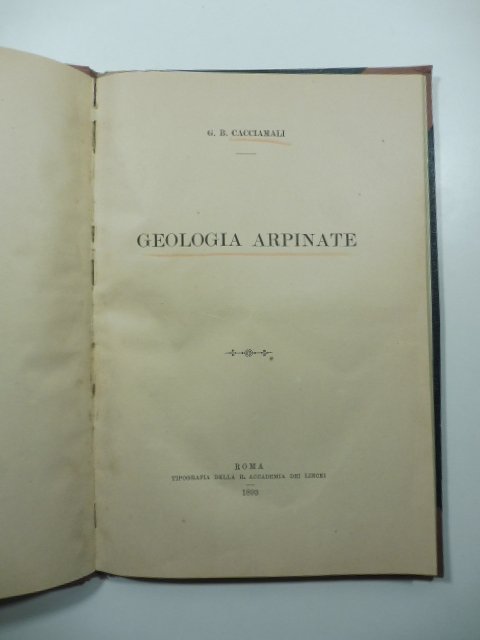 G. B. CACCIAMALI
GEOLOGIA ARPINATE
ROMA
TIPOGRAFIA DELLA R. ACCADEMIA DEI LINCEI
1893